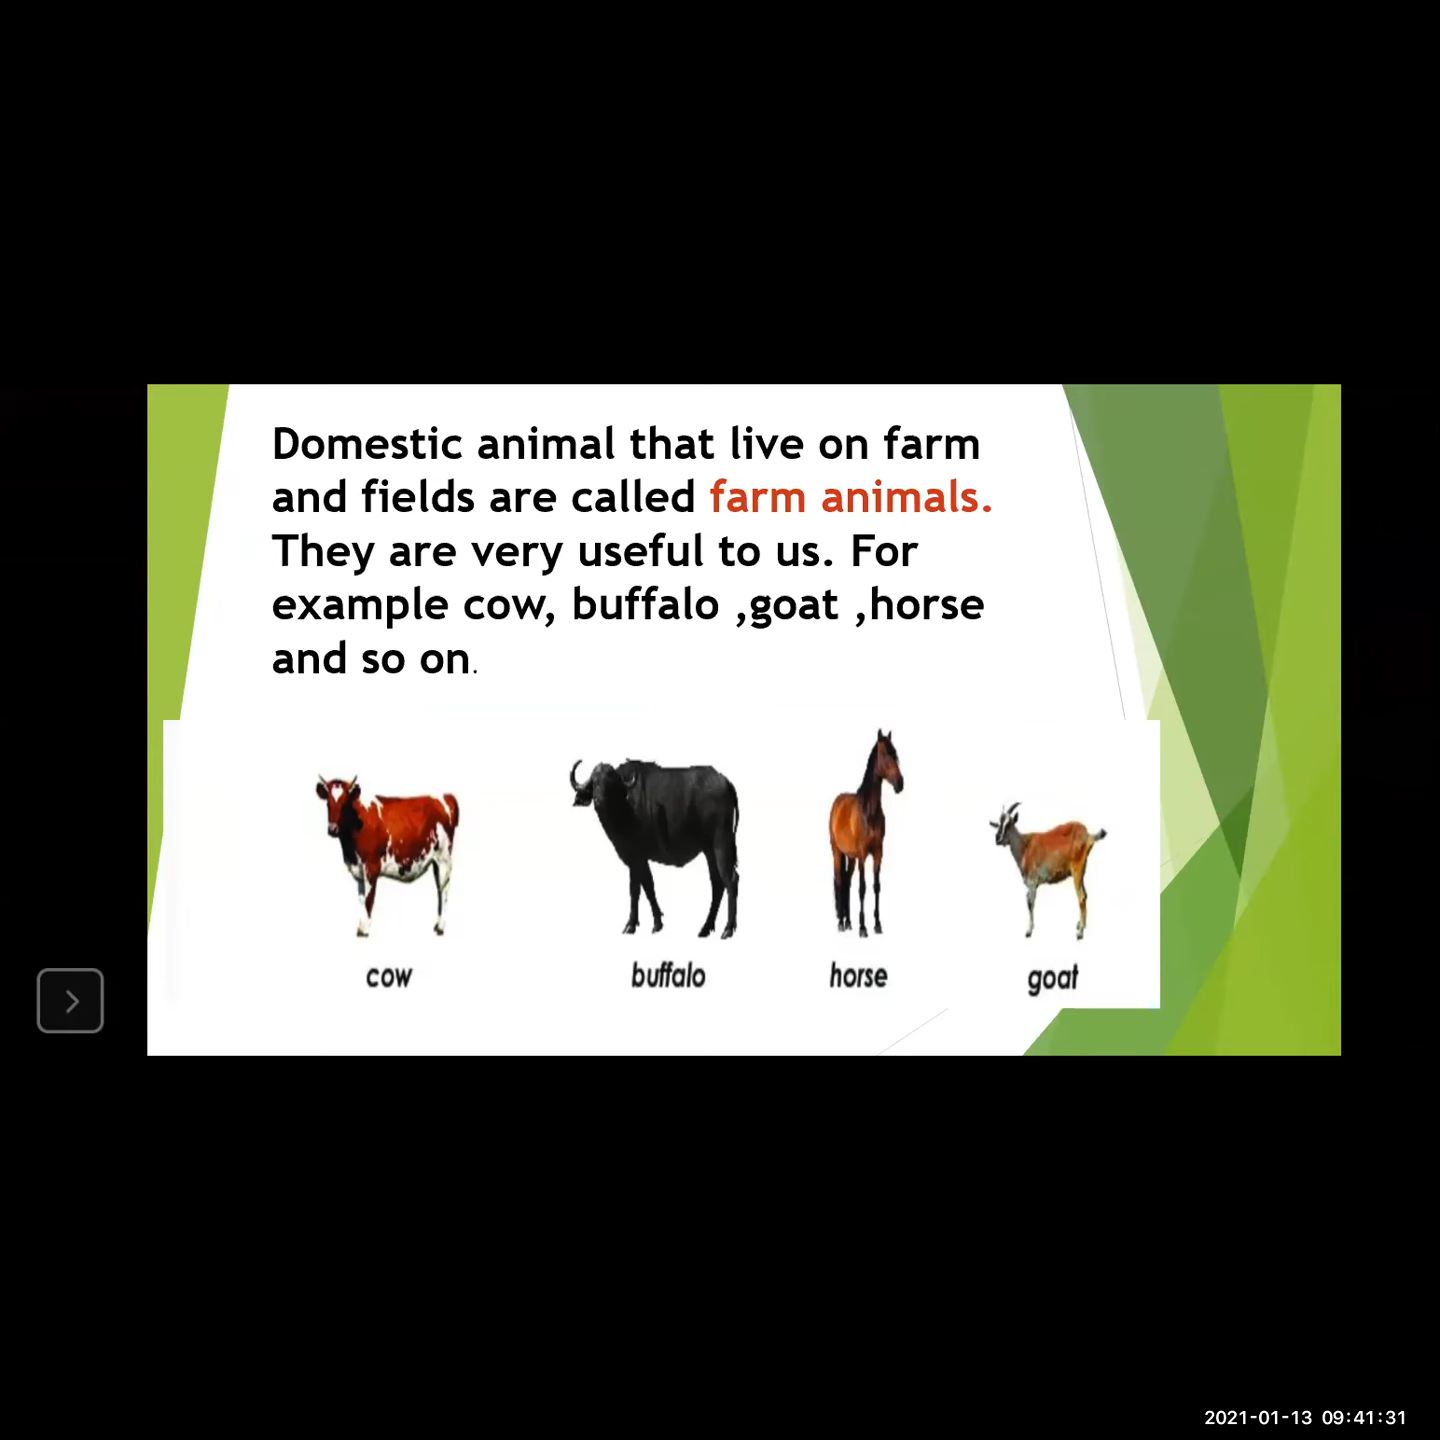 Domestic animal that live on farm
and fields are called farm animals.
They are very useful to us. For
example cow, buffalo ,goat ,horse
and so on.
cow
buffalo
horse
goat
2021-01-13 09:41:31